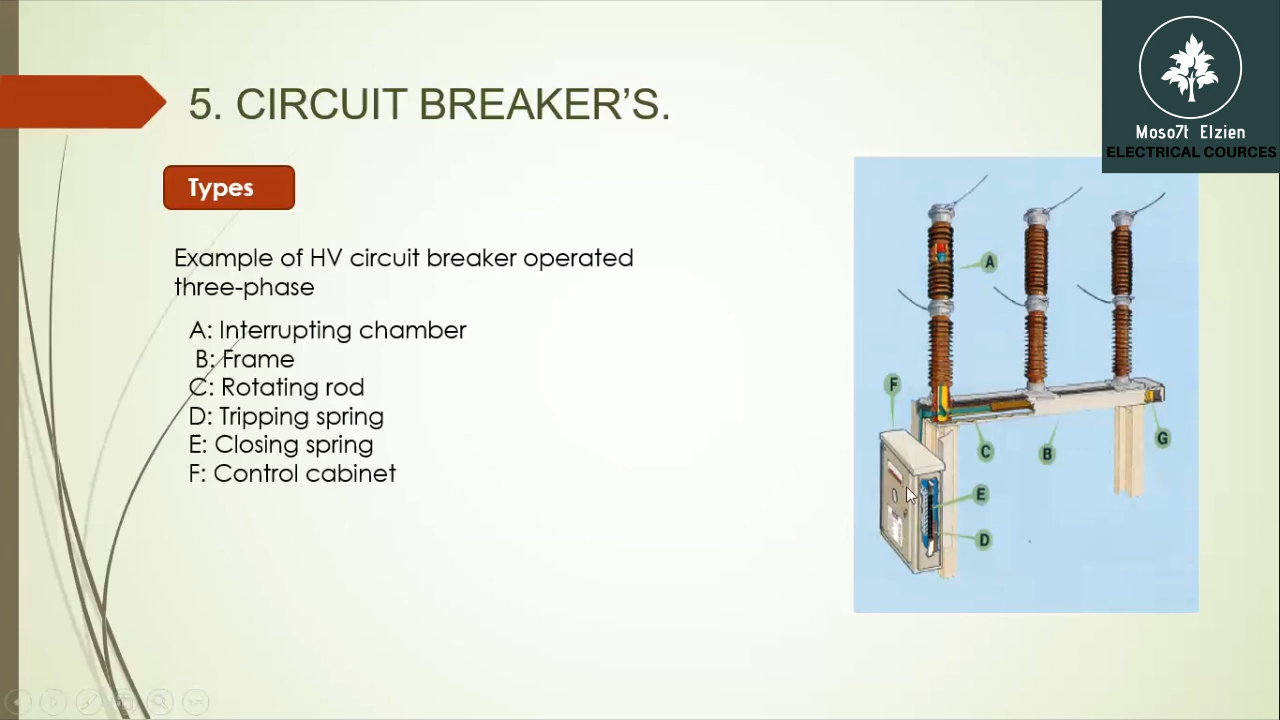 5. CIRCUIT BREAKER’S.
Moso7t Elzien
ELECTRICAL COURCES
Types
Example of HV circuit breaker operated
three-phase
A: Interrupting chamber
B: Frame
C: Rotating rod
D: Tripping spring
E: Closing spring
F: Control cabinet
A
F
C
B
G
E
D